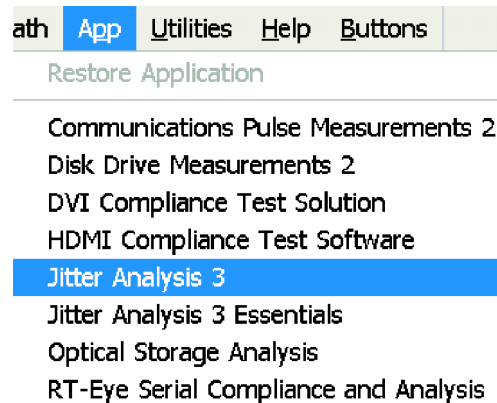 ath App Utilities Help Buttons
Restore Application
Communications Pulse Measurements 2
Disk Drive Measurements 2
DVI Compliance Test Solution
HDMI Compliance Test Software
Jitter Analysis 3
Jitter Analysis 3 Essentials
Optical Storage Analysis
RT-Eye Serial Compliance and Analysis